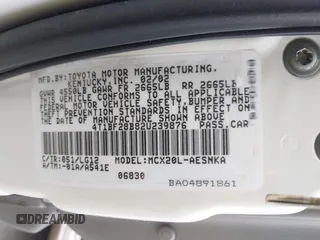 MFD.BY:TOYOTA MOTOR MANUFACTURING,
KENTUCKY, INC. 02/02
GVWR 4550LB GAWR FR 2665LB RR 2665LB
THIS VEHICLE CONFORMS TO ALL APPLICABLE
FEDERAL MOTOR VEHICLE SAFETY, BUMPER, AND
THEFT PREVENTION STANDARDS IN EFFECT ON
THE DATE OF MANUFACTURE SHOWN ABOVE.
4T1BF28B82U239876 PASS.CAR
C/TR:051/LG12 MODEL:MCX20L-AESNKA
A/TM:-01A/A541E
06830
BA04891861
AUTOBIDMASTER